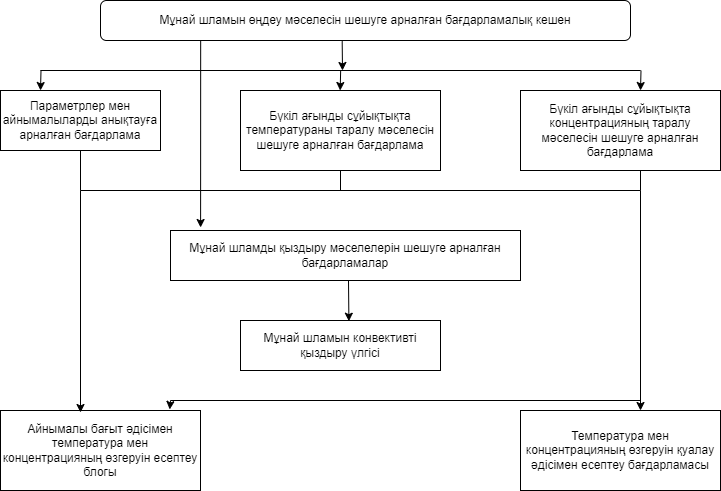 Мұнай шламын өңдеу мәселесін шешуге арналған бағдарламалық кешен
Параметрлер мен
айнымалыларды анықтауға
арналған бағдарлама
Бүкіл ағынды сұйықтықта
температураны таралу мәселесін
шешуге арналған бағдарлама
Бүкіл ағынды сұйықтықта
концентрацияның таралу
мәселесін шешуге арналған
бағдарлама
Мұнай шламды қыздыру мәселелерін шешуге арналған
бағдарламалар
Мұнай шламын конвективті
қыздыру үлгісі
Айнымалы бағыт әдісімен
температура мен
концентрацияның өзгеруін есептеу
блогы
Температура мен
концентрацияның өзгеруін қуалау
әдісімен есептеу бағдарламасы